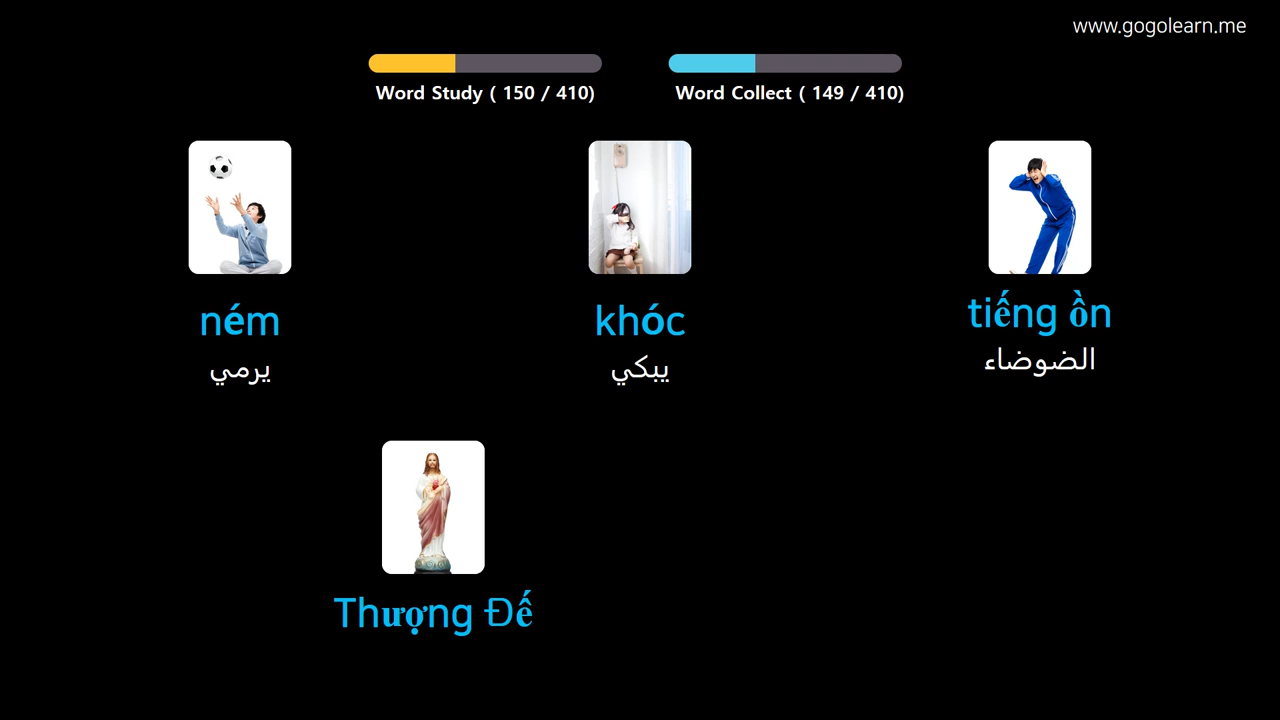 www.gogolearn.me
Word Study ( 150 / 410)
Word Collect ( 149 / 410)
ném
يرمي
khóc
يبكي
tiếng ồn
الضوضاء
Thượng Đế